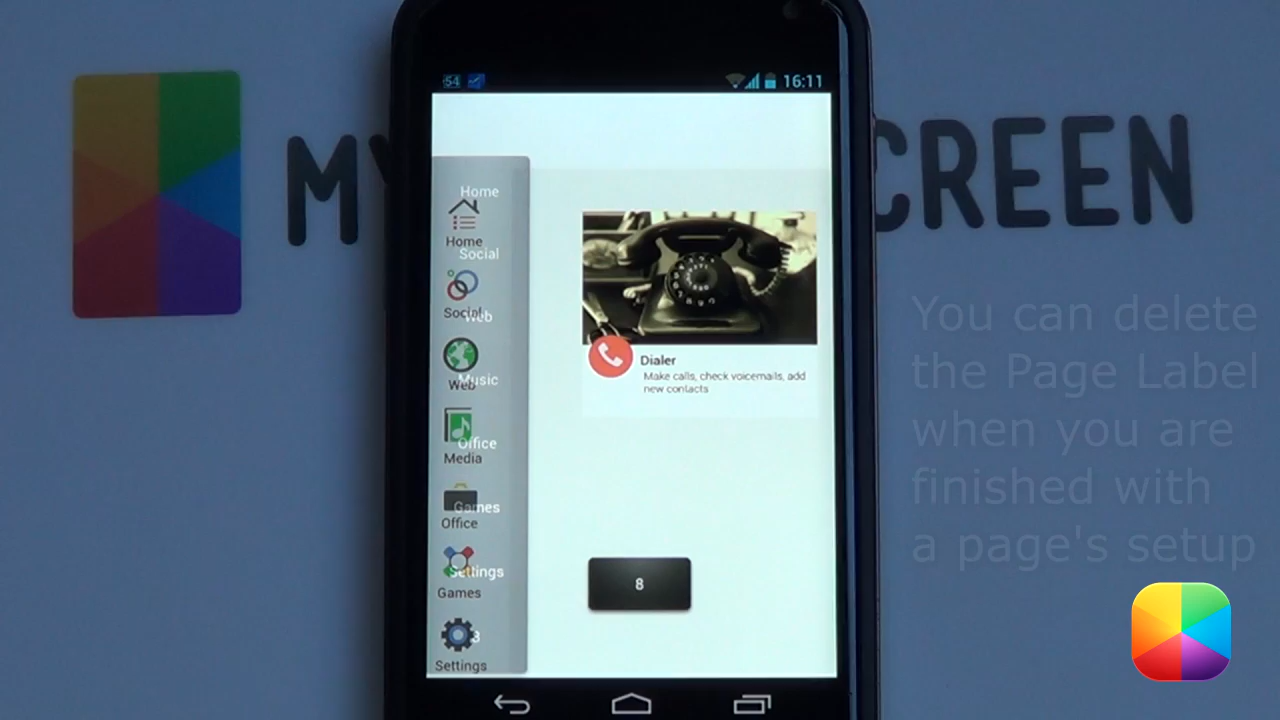 54
16:11
MY
CREEN
Home
Home
Social
Social
Web
Music
Web
Office
Media
Games
Office
Settings
Games
3
Settings
Dialer
Make calls, check voicemails, add
new contacts
8
You can delete
the Page Label
when you are
finished with
a page's setup